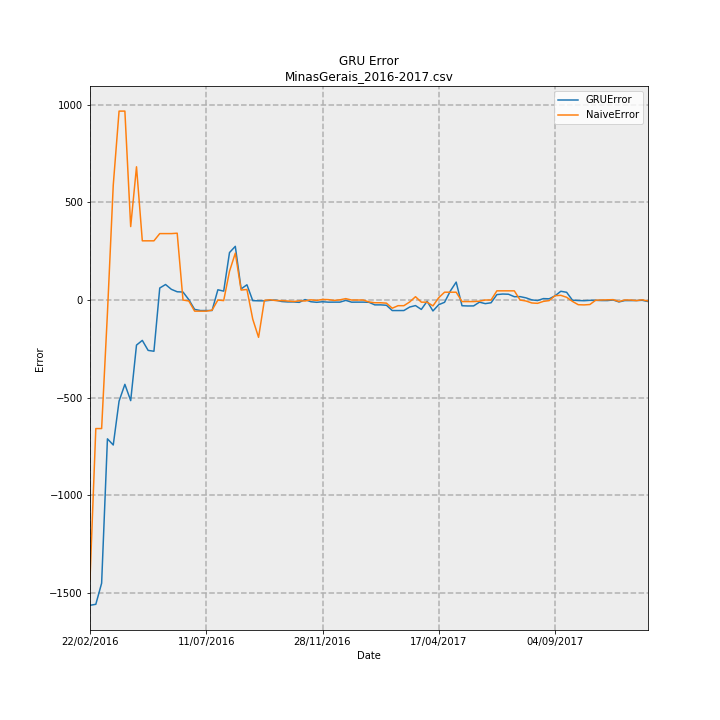 GRU Error
MinasGerais_2016-2017.csv
GRUError
NaiveError
1000
500
0
−500
−1000
−1500
Error
22/02/2016 11/07/2016 28/11/2016 17/04/2017 04/09/2017
Date